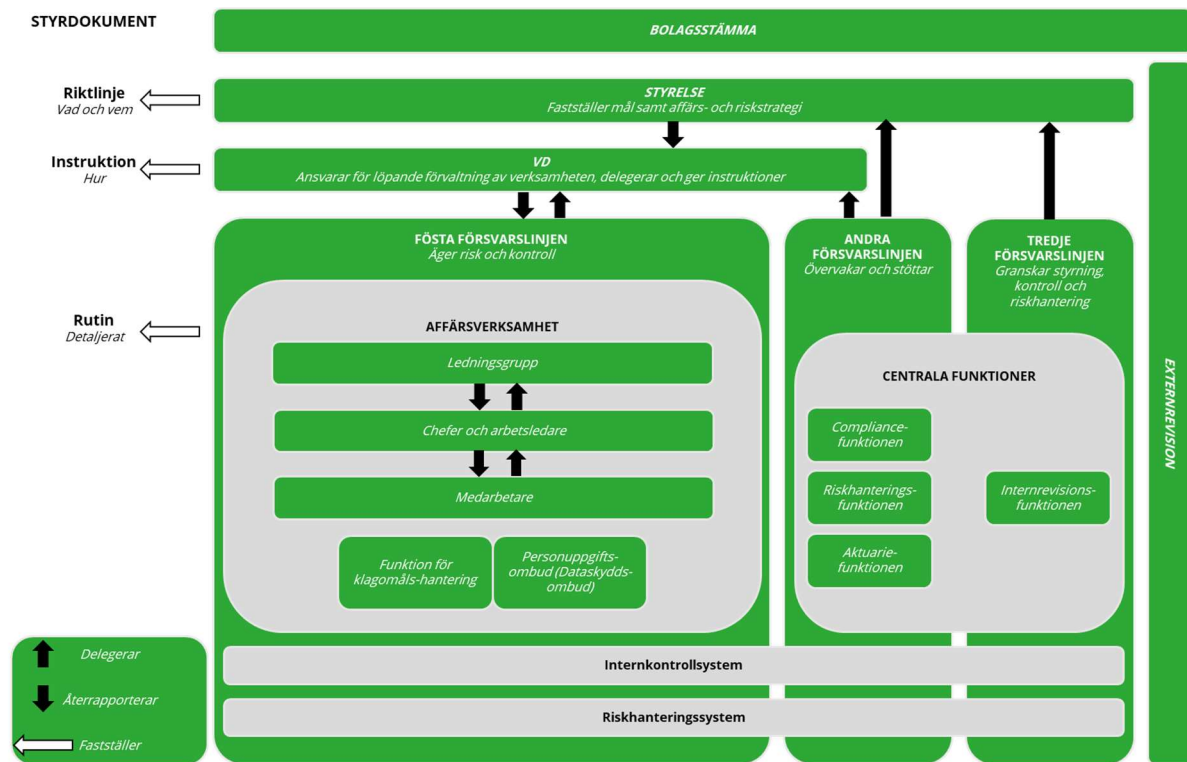 STYRDOKUMENT
BOLAGSSTÄMMA
Riktlinje
Vad och vem
STYRELSE
Fastställer mål samt affärs- och riskstrategi
Instruktion
Hur
VD
Ansvarar för löpande förvaltning av verksamheten, delegerar och ger instruktioner
FÖSTA FÖRSVARSLINJEN
Äger risk och kontroll
ANDRA
FÖRSVARSLINJEN
Övervakar och stöttar
TREDJE
FÖRSVARSLINJEN
Granskar styrning,
kontroll och
riskhantering
Rutin
Detaljerat
AFFÄRSVERKSAMHET
Ledningsgrupp
Chefer och arbetsledare
Medarbetare
Funktion för
klagomåls-hantering
Personuppgifts-
ombud (Dataskydds-
ombud)
CENTRALA FUNKTIONER
Compliance-
funktionen
Riskhanterings-
funktionen
Aktuarie-
funktionen
Internrevisions-
funktionen
EXTERNREVISION
Internkontrollsystem
Riskhanteringssystem
Delegerar
Återrapporterar
Fastställer